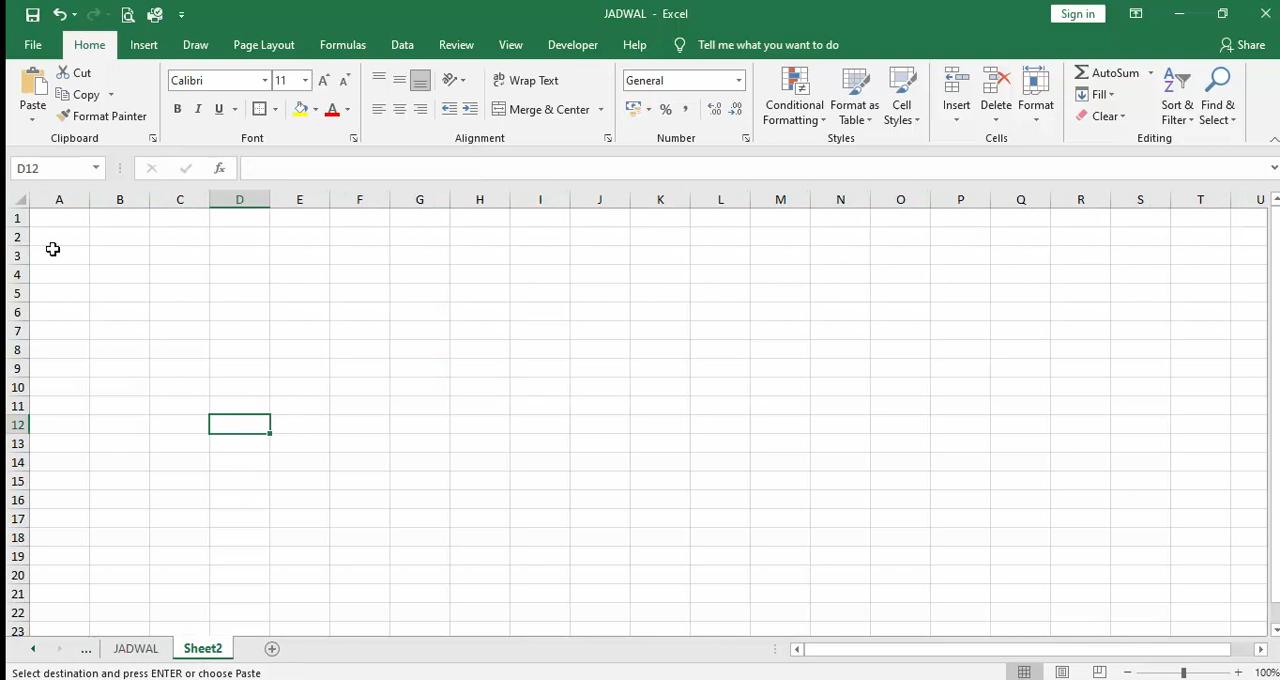 JADWAL - Excel
Sign in
File Home Insert Draw Page Layout Formulas Data Review View Developer Help Tell me what you want to do Share
Paste
Cut
Copy
Format Painter
Clipboard
Calibri 11
B I U
Font
Wrap Text
Merge & Center
Alignment
General
% ,
Number
Conditional Formatting
Format as Table
Cell Styles
Styles
Insert Delete Format
Cells
AutoSum
Fill
Clear
Sort & Filter
Find & Select
Editing
D12 fx
A B C D E F G H I J K L M N O P Q R S T U
1
2
3
4
5
6
7
8
9
10
11
12
13
14
15
16
17
18
19
20
21
22
23
... JADWAL Sheet2
Select destination and press ENTER or choose Paste 100%